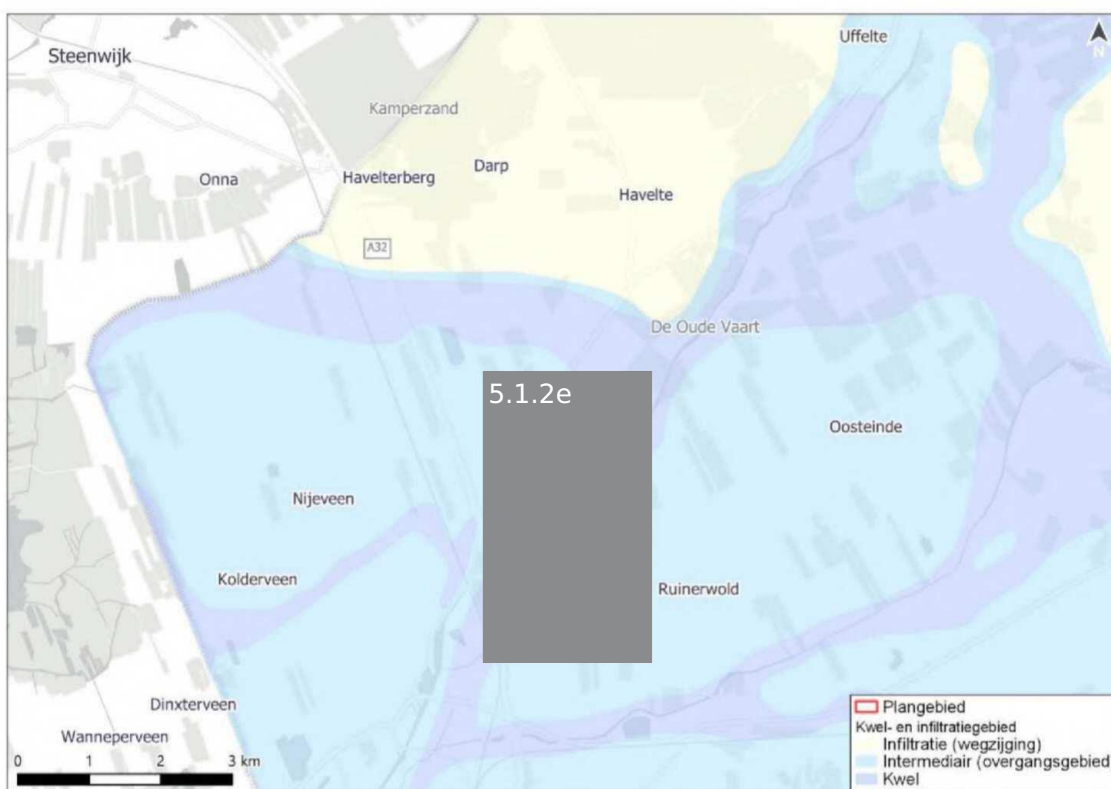 Uffelte
N
Steenwijk
Kamperzand
Darp
Onna
Havelterberg
Havelte
A32
De Oude Vaart
5.1.2e
Oosteinde
Nijeveen
Kolderveen
Ruinerwold
Dinxterveen
Wanneperveen
0 1 2 3 km
Plangebied
Kwel- en infiltratiegebied
Infiltratie (wegzijging)
Intermediair (overgangsgebied
Kwel